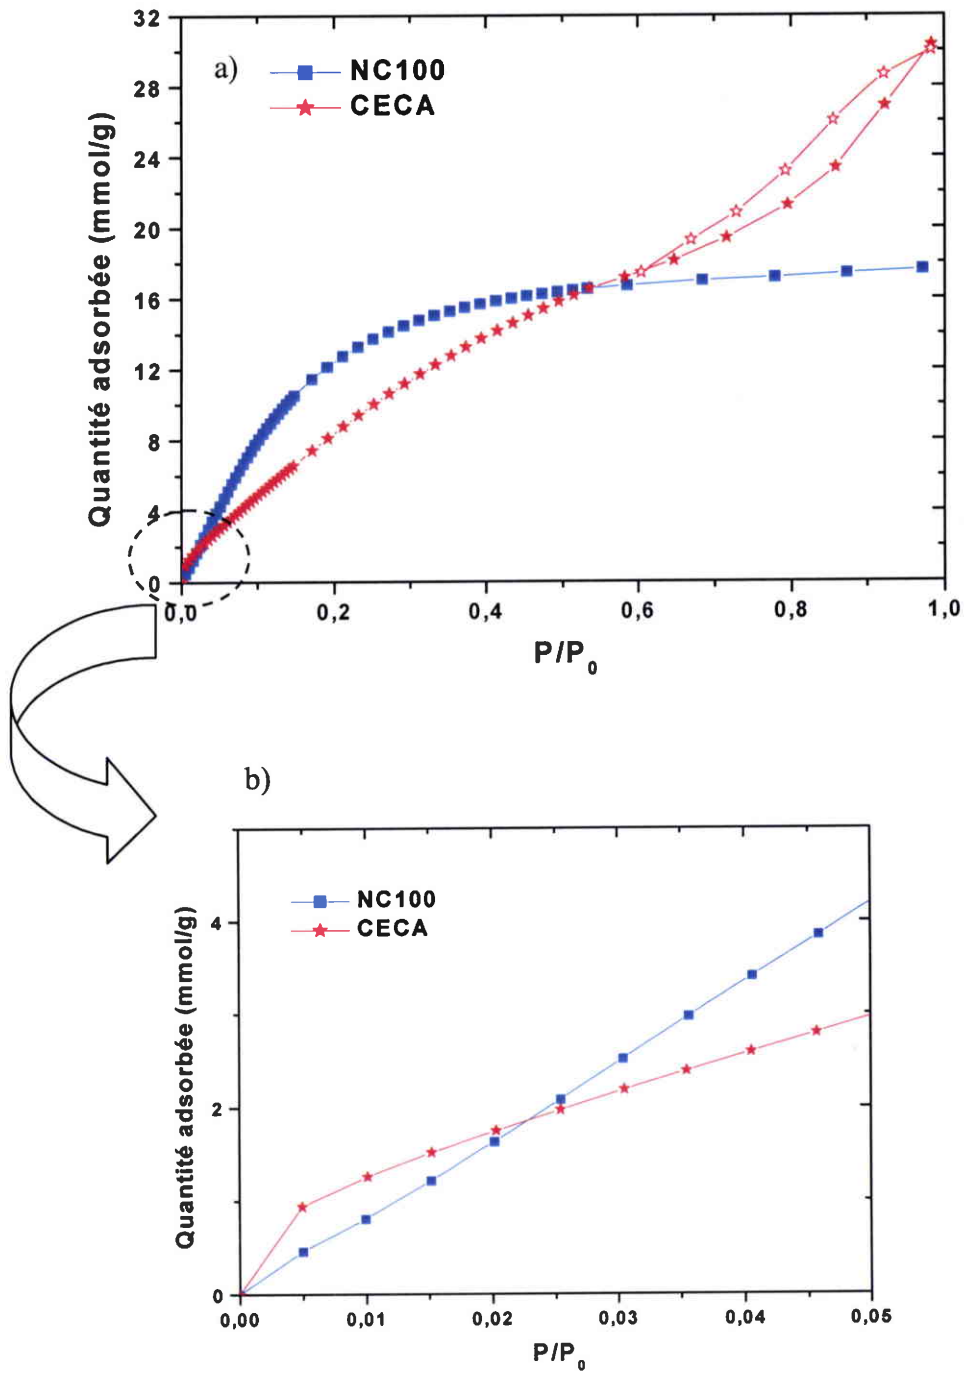 a)
NC100
CECA
Quantité adsorbée (mmol/g)
32
28
24
20
16
12
8
4
0
0,0
0,2
0,4
0,6
0,8
1,0
P/P0
b)
NC100
CECA
Quantité adsorbée (mmol/g)
4
2
0
0,00
0,01
0,02
0,03
0,04
0,05
P/P0